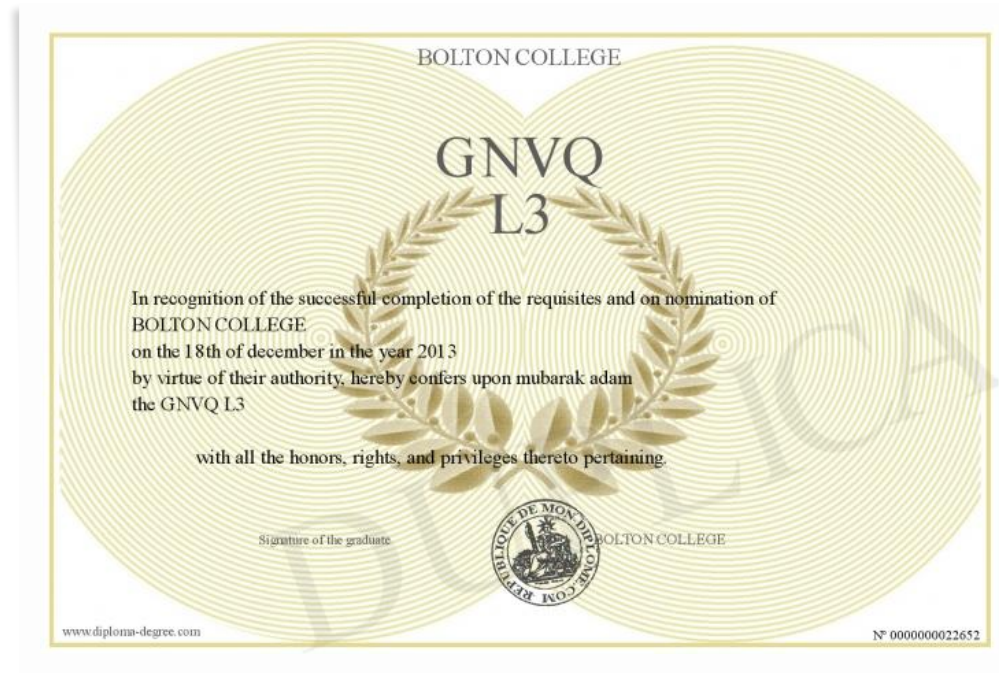 BOLTON COLLEGE
GNVQ
L3
In recognition of the successful completion of the requisites and on nomination of
BOLTON COLLEGE
on the 18th of december in the year 2013
by virtue of their authority, hereby confers upon mubarak adam
the GNVQ L3
with all the honors, rights, and privileges thereto pertaining.
Signature of the graduate
REPUBLIQUE DE MON-DIPLOME.COM
BOLTON COLLEGE
www.diploma-degree.com
N° 0000000022652
DUPLICA